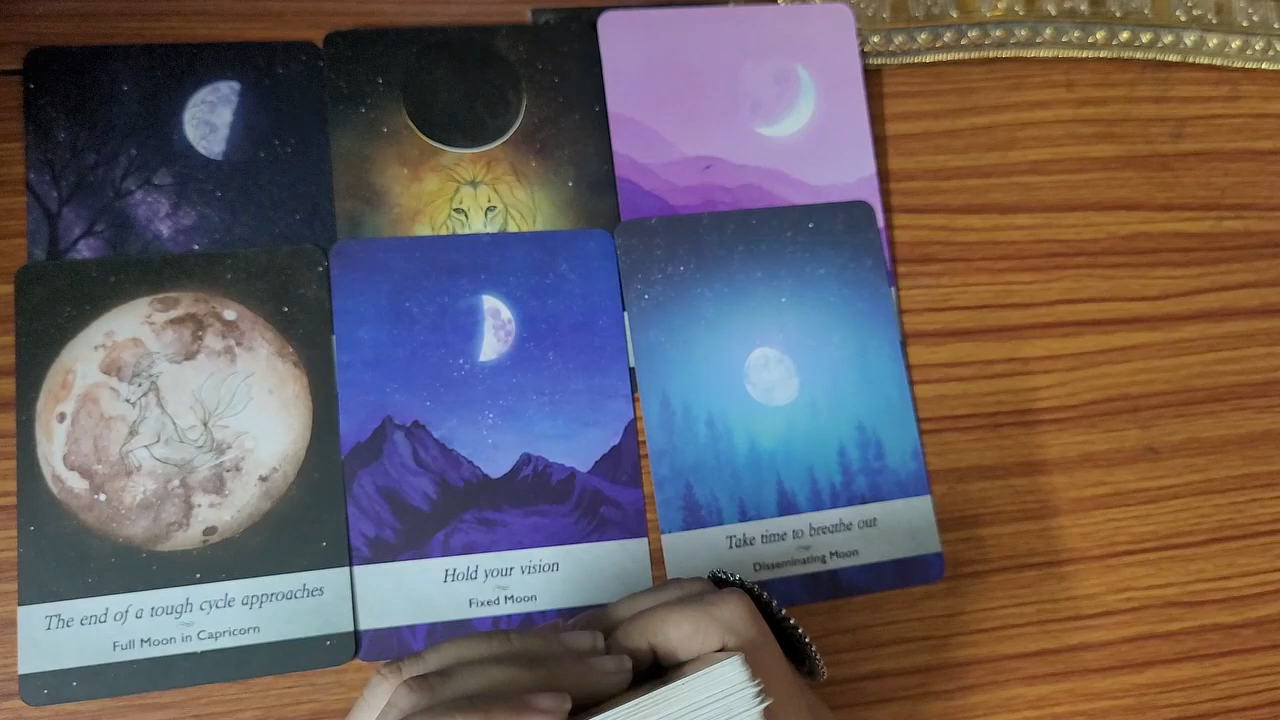 The end of a tough cycle approaches
Full Moon in Capricorn
Hold your vision
Fixed Moon
Take time to breathe out
Disseminating Moon